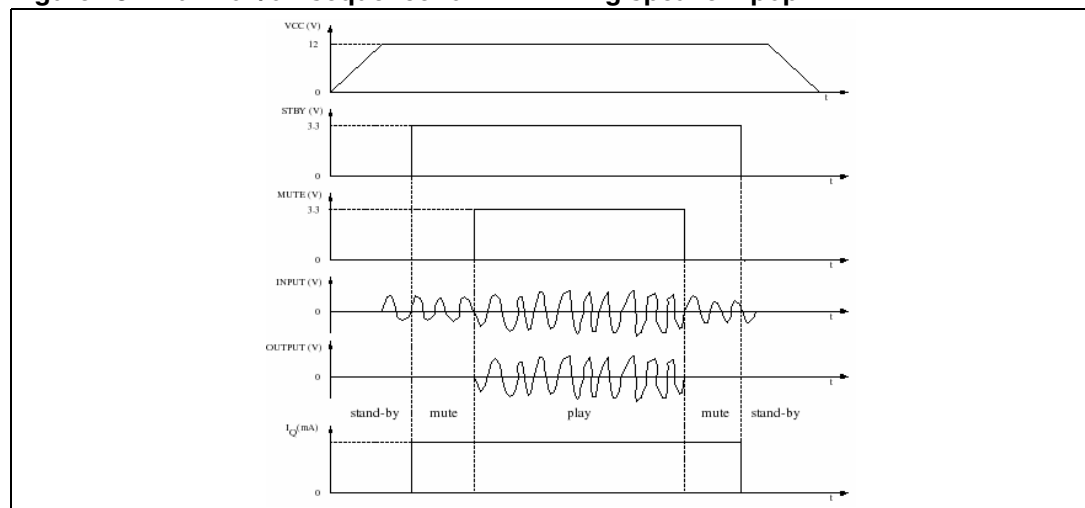 VCC (V)
12
0
t
STBY (V)
3.3
0
t
MUTE (V)
3.3
0
t
INPUT (V)
0
t
OUTPUT (V)
0
t
stand-by mute play mute stand-by
IQ(mA)
0
t